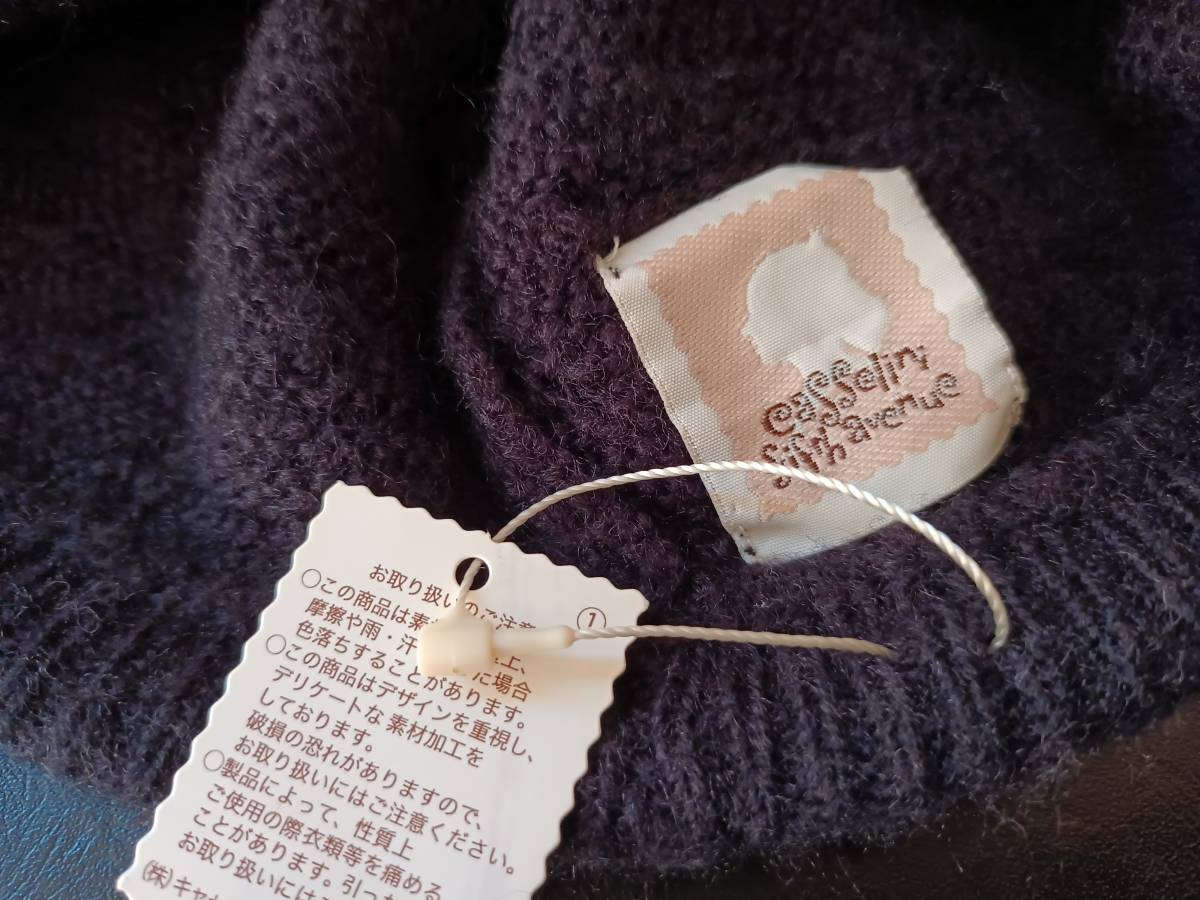 casselini
fifth avenue
お取り扱いのご注意
①
○この商品は素
摩擦や雨・汗 上、
色落ちすること に場合
があります。
○この商品はデザインを重視し、
デリケートな 素材加工を
しております。
破損の恐れがありますので、
お取り扱いにはご注意ください。
○製品によって、性質上
ご使用の際衣類等を痛める
ことがあります。引っか
お取り扱いには
(株)キャ